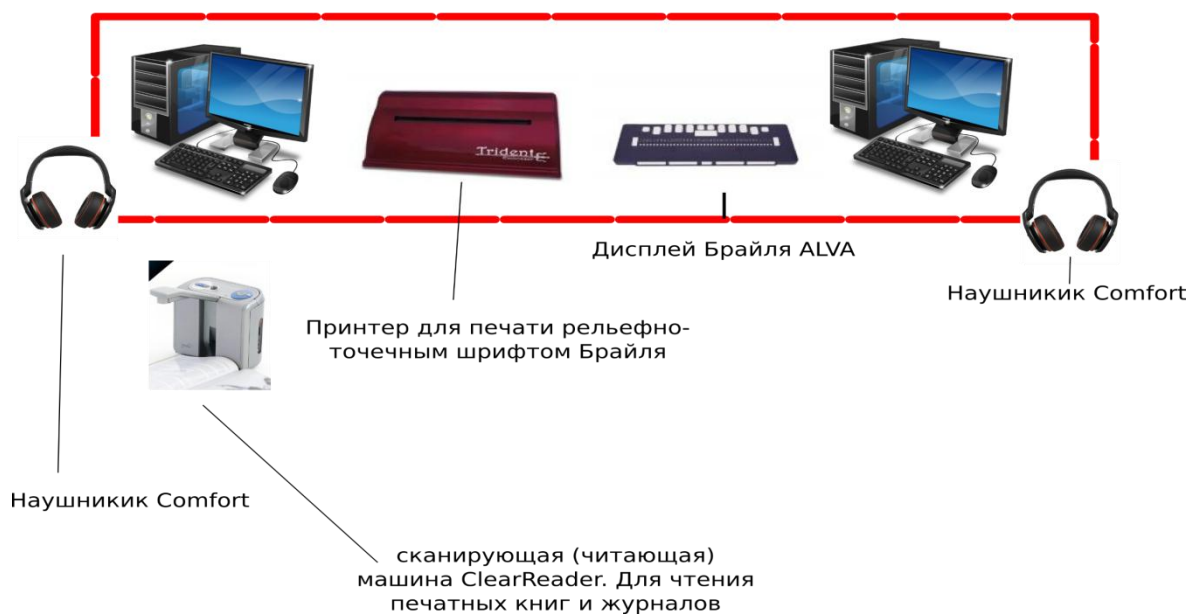 Trident
Дисплей Брайля ALVA
Наушникик Comfort
Принтер для печати рельефно-
точечным шрифтом Брайля
Наушникик Comfort
сканирующая (читающая)
машина ClearReader. Для чтения
печатных книг и журналов